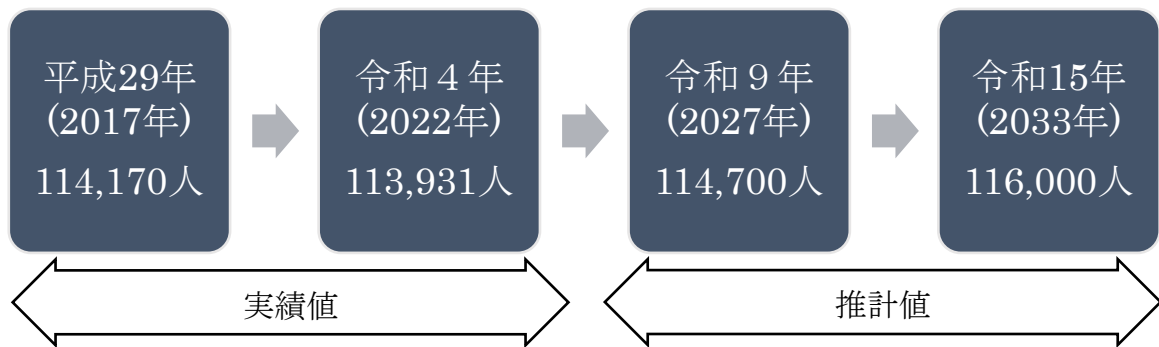 平成29年
(2017年)
114,170人
令和４年
(2022年)
113,931人
令和９年
(2027年)
114,700人
令和15年
(2033年)
116,000人
実績値
推計値